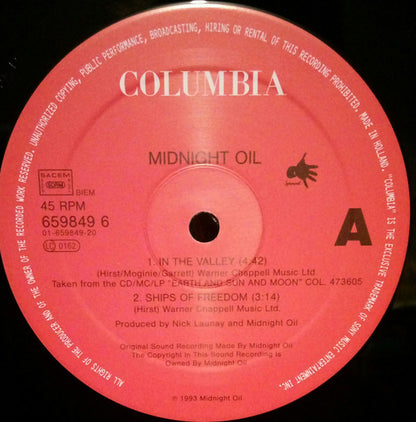 ALL RIGHTS OF THE PRODUCER AND OF THE OWNER OF THE RECORDED WORK RESERVED. UNAUTHORIZED COPYING, PUBLIC PERFORMANCE, BROADCASTING, HIRING OR RENTAL OF THIS RECORDING PROHIBITED. MADE IN HOLLAND. "COLUMBIA" IS THE EXCLUSIVE TRADEMARK OF SONY MUSIC ENTERTAINMENT INC.
COLUMBIA
MIDNIGHT OIL
SACEM
BIEM
45 RPM
659849 6
01-659849-20
LC 0162
A
1. IN THE VALLEY (4:42)
(Hirst/Moginie/Garrett) Warner Chappell Music Ltd.
Taken from the CD/MC/LP "EARTH AND SUN AND MOON" COL. 473605
2. SHIPS OF FREEDOM (3:14)
(Hirst) Warner Chappell Music Ltd.
Produced by Nick Launay and Midnight Oil
Original Sound Recording Made By Midnight Oil
The Copyright In This Sound Recording is
Owned By Midnight Oil
℗ 1993 Midnight Oil